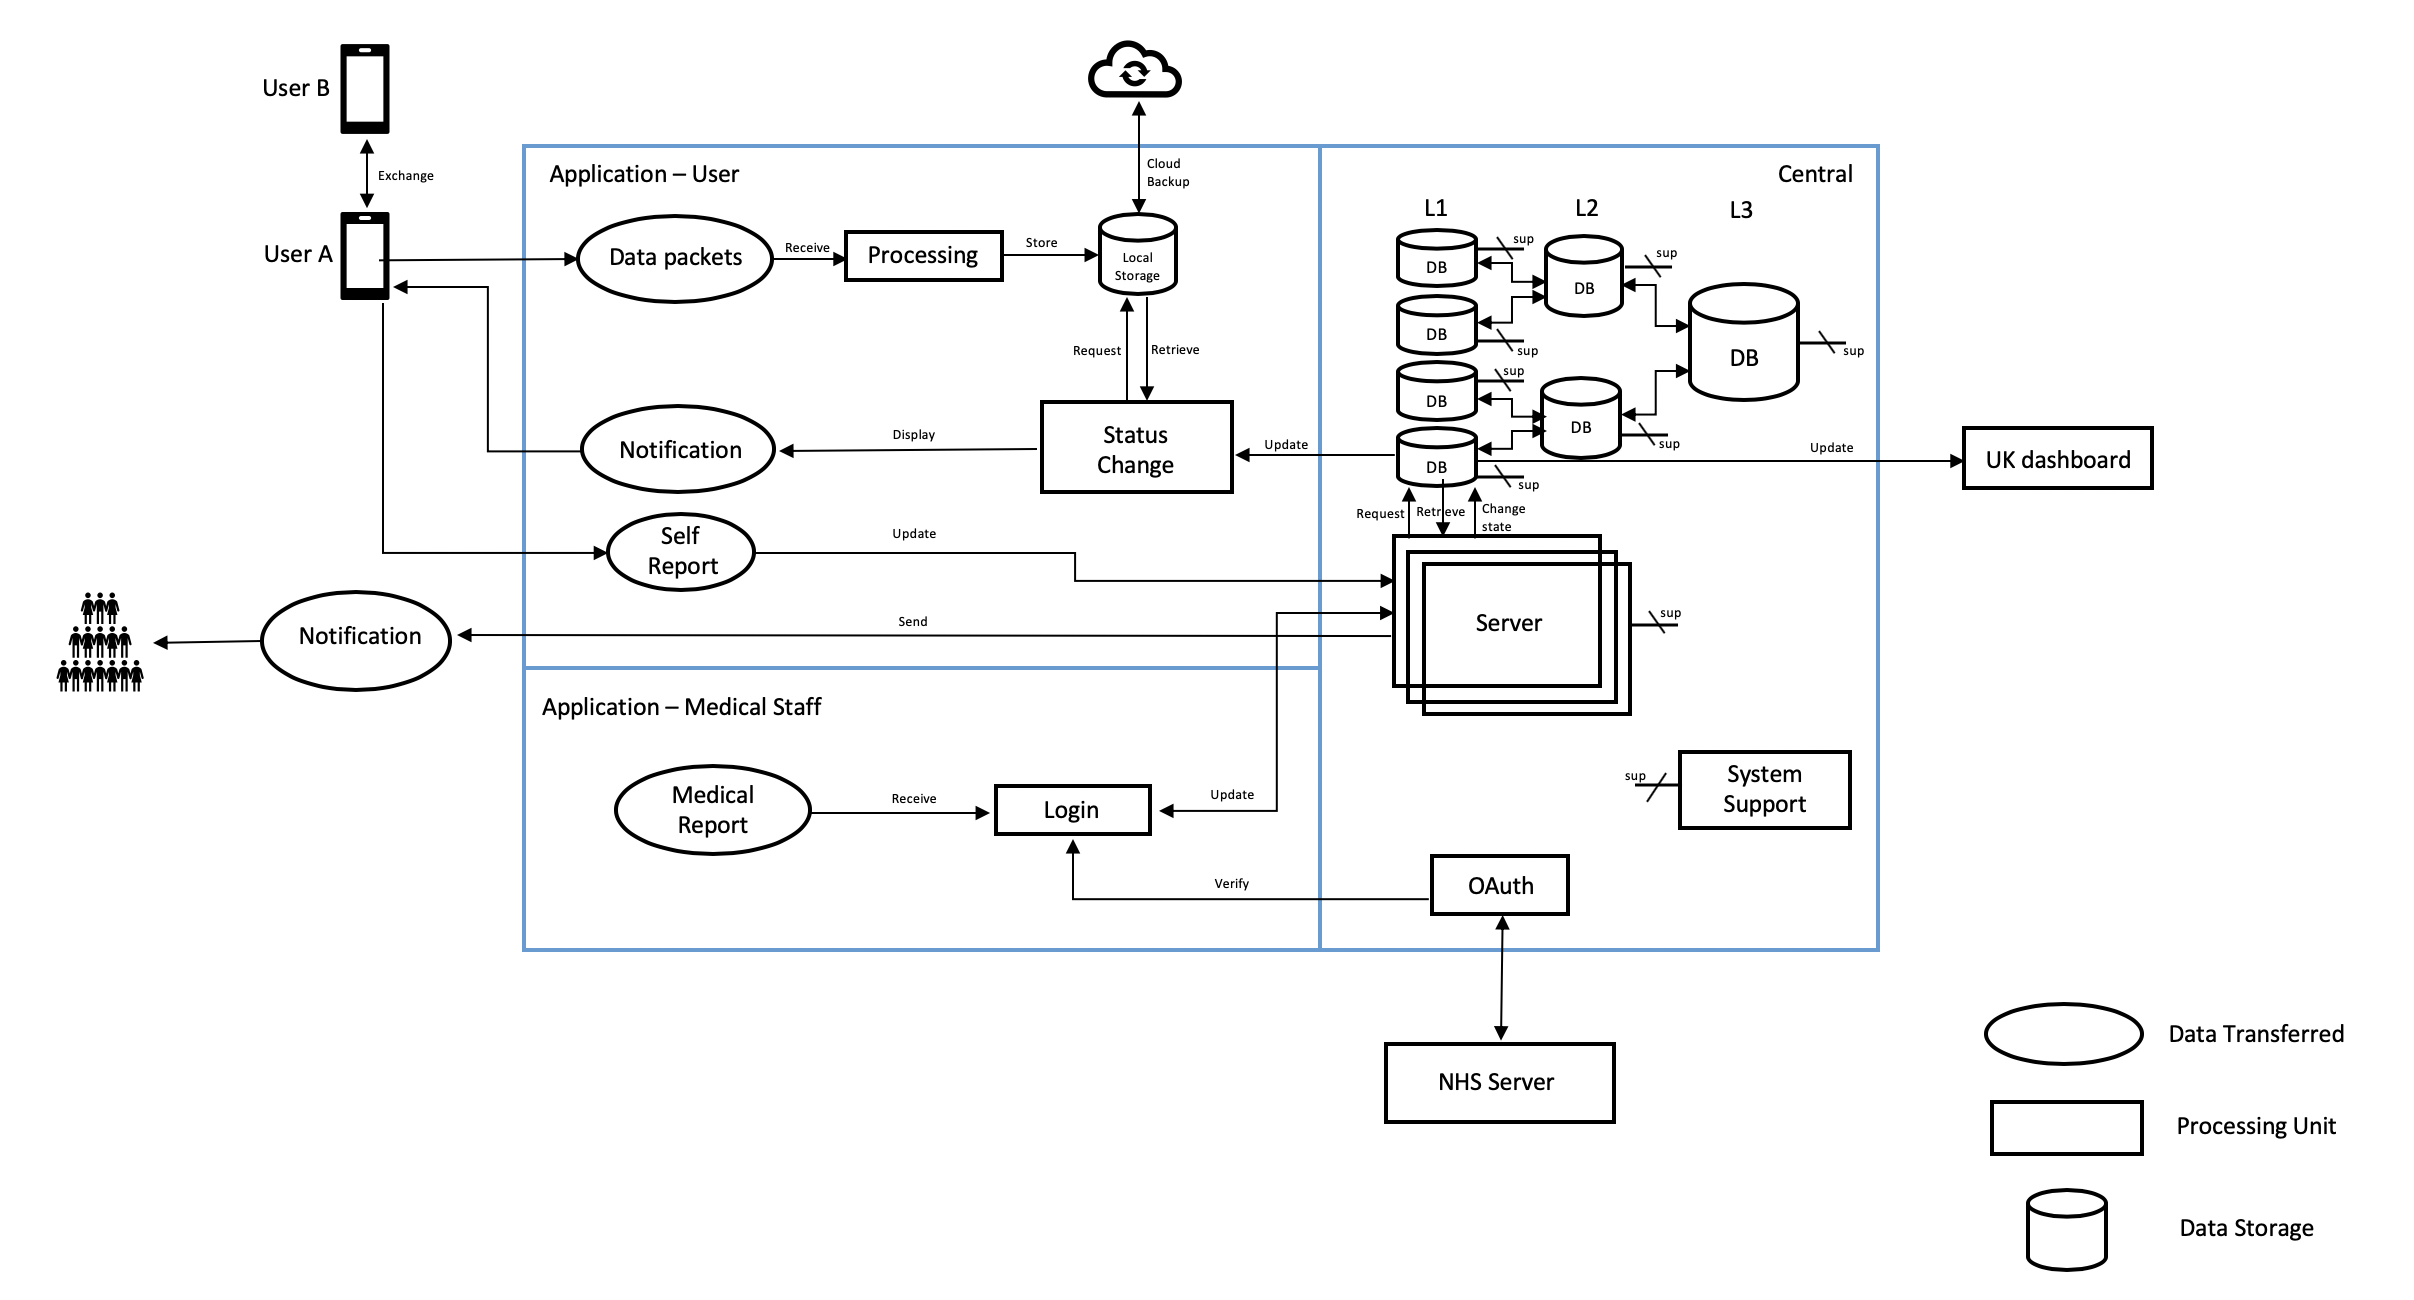 User B
Exchange
User A
Cloud
Backup
Application – User
Central
Data packets
Receive
Processing
Store
Local
Storage
Request
Retrieve
L1
L2
L3
DB
sup
DB
sup
DB
sup
DB
sup
DB
sup
DB
sup
DB
sup
Notification
Display
Status
Change
Update
Update
UK dashboard
Request
Retrieve
Change
state
Self
Report
Update
Notification
Send
Server
sup
Application – Medical Staff
Medical
Report
Receive
Login
Update
sup
System
Support
Verify
OAuth
NHS Server
Data Transferred
Processing Unit
Data Storage